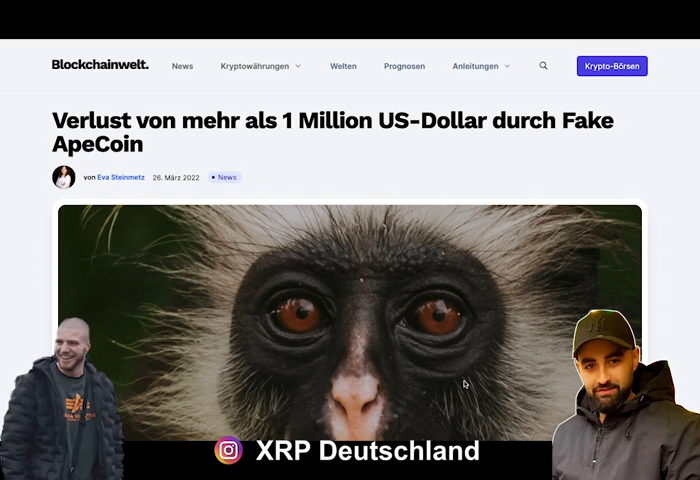 Blockchainwelt.
News
Kryptowährungen
Welten
Prognosen
Anleitungen
Krypto-Börsen
Verlust von mehr als 1 Million US-Dollar durch Fake
ApeCoin
von Eva Steinmetz
26. März 2022
News
XRP Deutschland